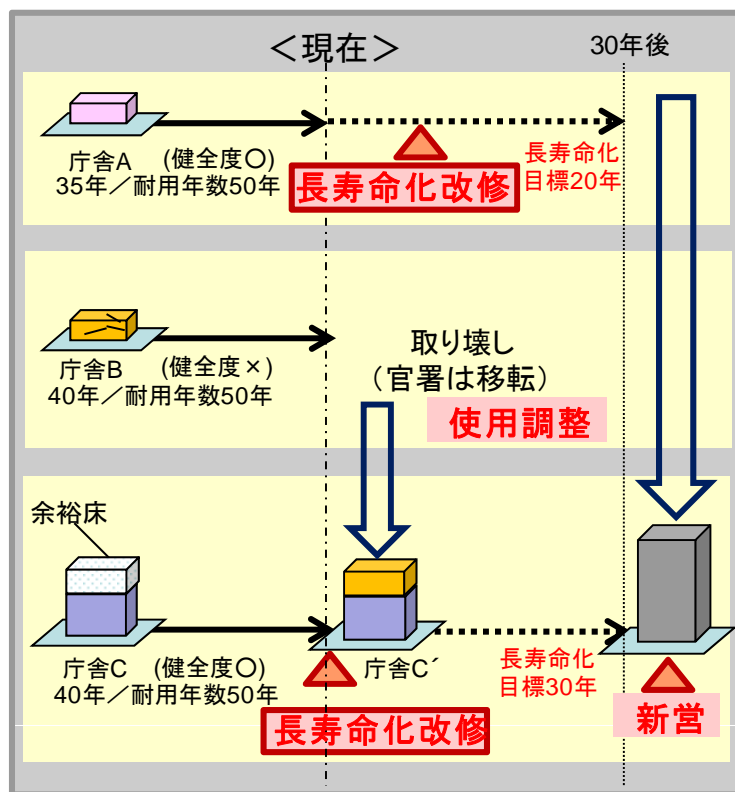 ＜現在＞
30年後
庁舎A　(健全度〇)
35年／耐用年数50年
長寿命化改修
長寿命化
目標20年
庁舎B　(健全度×)
40年／耐用年数50年
取り壊し
（官署は移転）
使用調整
余裕床
庁舎C　(健全度〇)
40年／耐用年数50年
庁舎C´
長寿命化改修
長寿命化
目標30年
新営